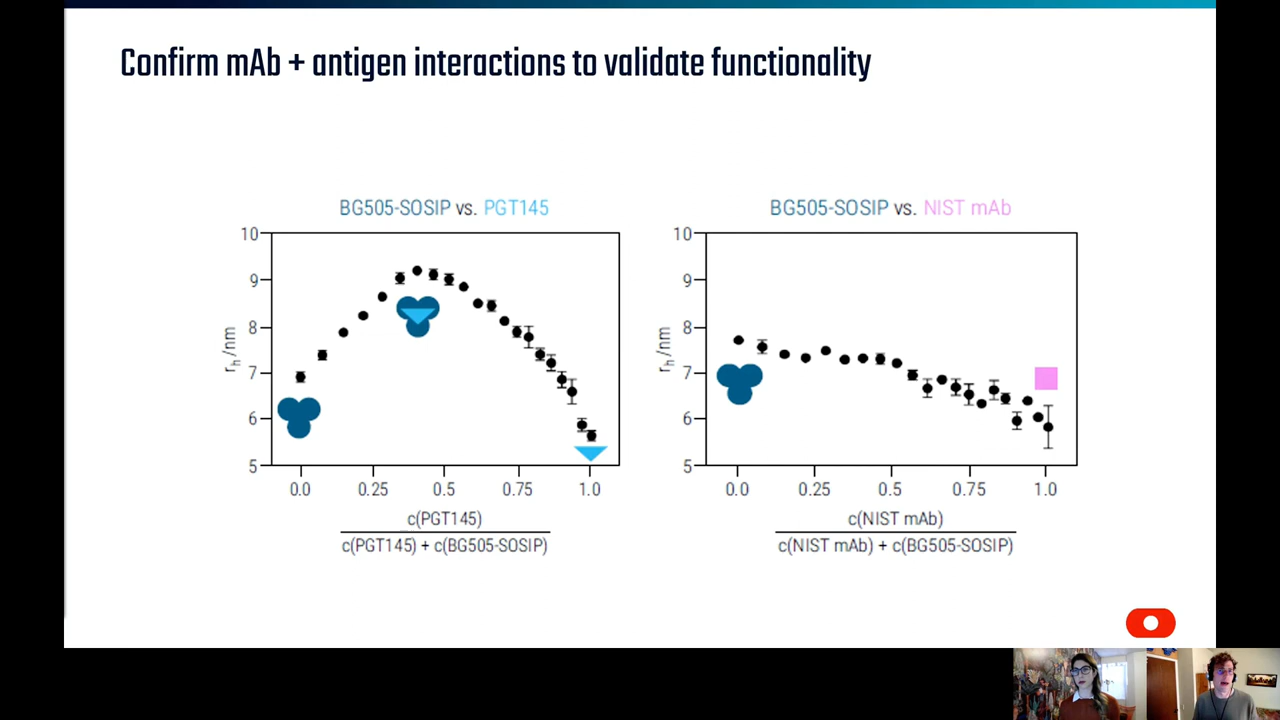 Confirm mAb + antigen interactions to validate functionality
BG505-SOSIP vs. PGT145
10
9
8
7
6
5
rh/nm
0.0 0.25 0.5 0.75 1.0
c(PGT145)
c(PGT145) + c(BG505-SOSIP)
BG505-SOSIP vs. NIST mAb
10
9
8
7
6
5
rh/nm
0.0 0.25 0.5 0.75 1.0
c(NIST mAb)
c(NIST mAb) + c(BG505-SOSIP)